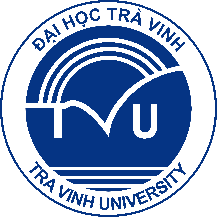 ĐẠI HỌC TRÀ VINH
TVU
TRA VINH UNIVERSITY